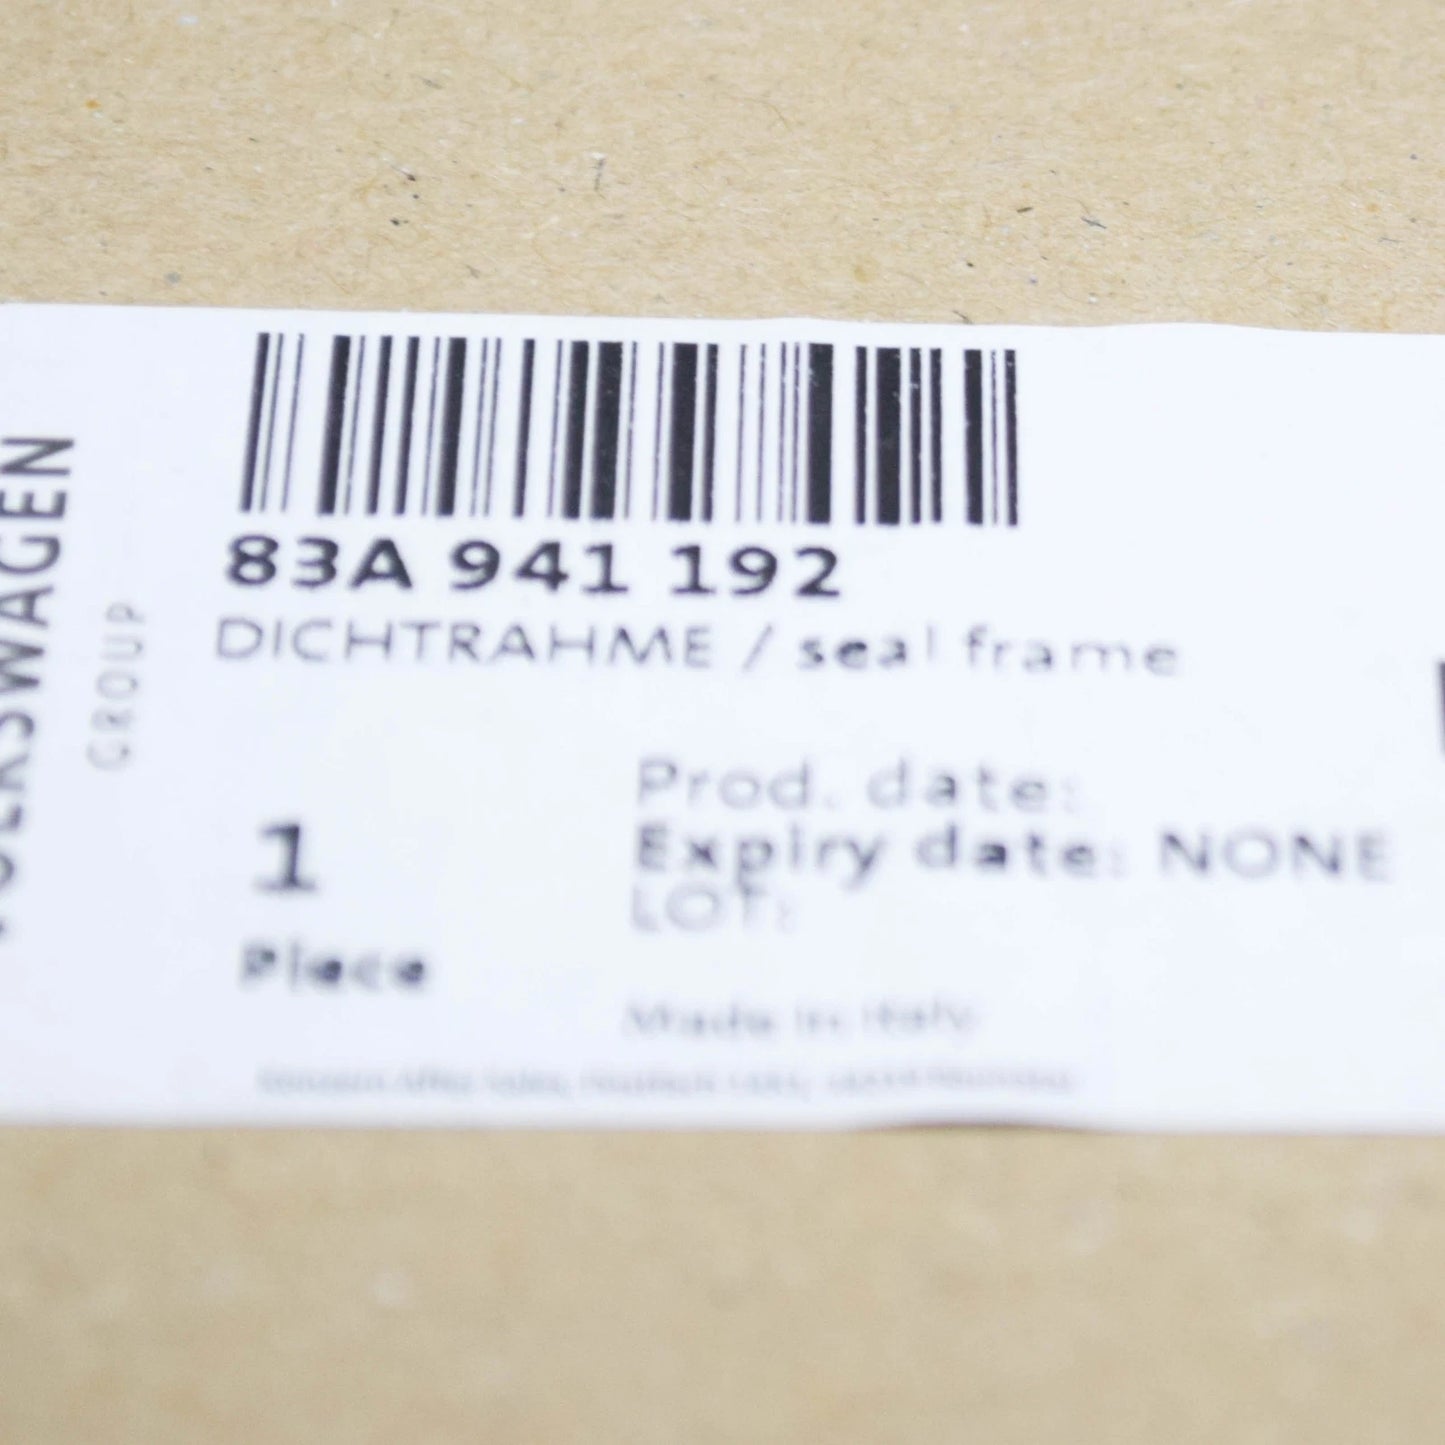 VOLKSWAGEN
GROUP
83A 941 192
DICHTRAHME / seal frame
Prod. date:
Expiry date: NONE
LOT:
1
Piece
Made in Italy